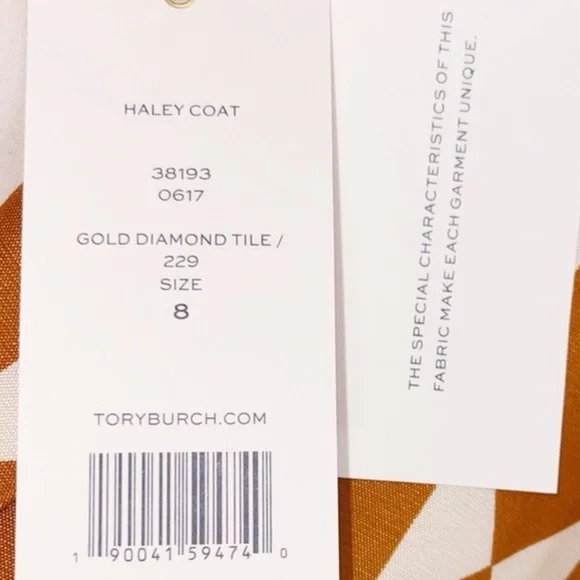 HALEY COAT
38193
0617
GOLD DIAMOND TILE /
229
SIZE
8
TORYBURCH.COM
1 90041 59474 0
THE SPECIAL CHARACTERISTICS OF THIS
FABRIC MAKE EACH GARMENT UNIQUE.